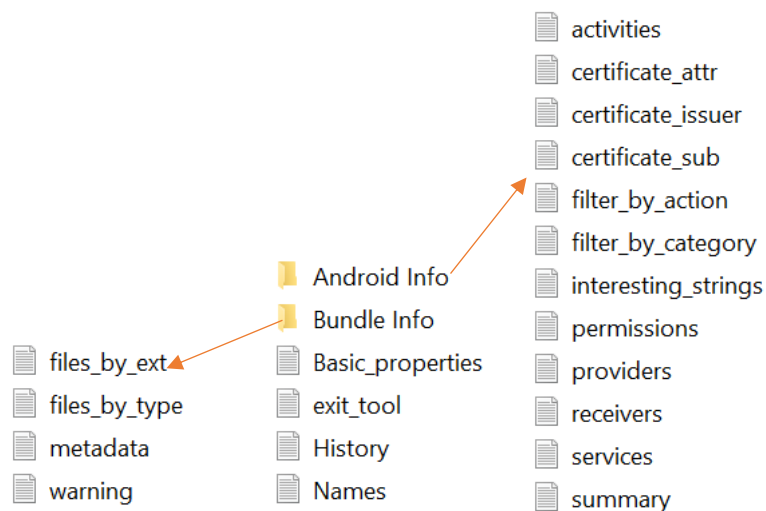 files_by_ext
files_by_type
metadata
warning
Android Info
Bundle Info
Basic_properties
exit_tool
History
Names
activities
certificate_attr
certificate_issuer
certificate_sub
filter_by_action
filter_by_category
interesting_strings
permissions
providers
receivers
services
summary